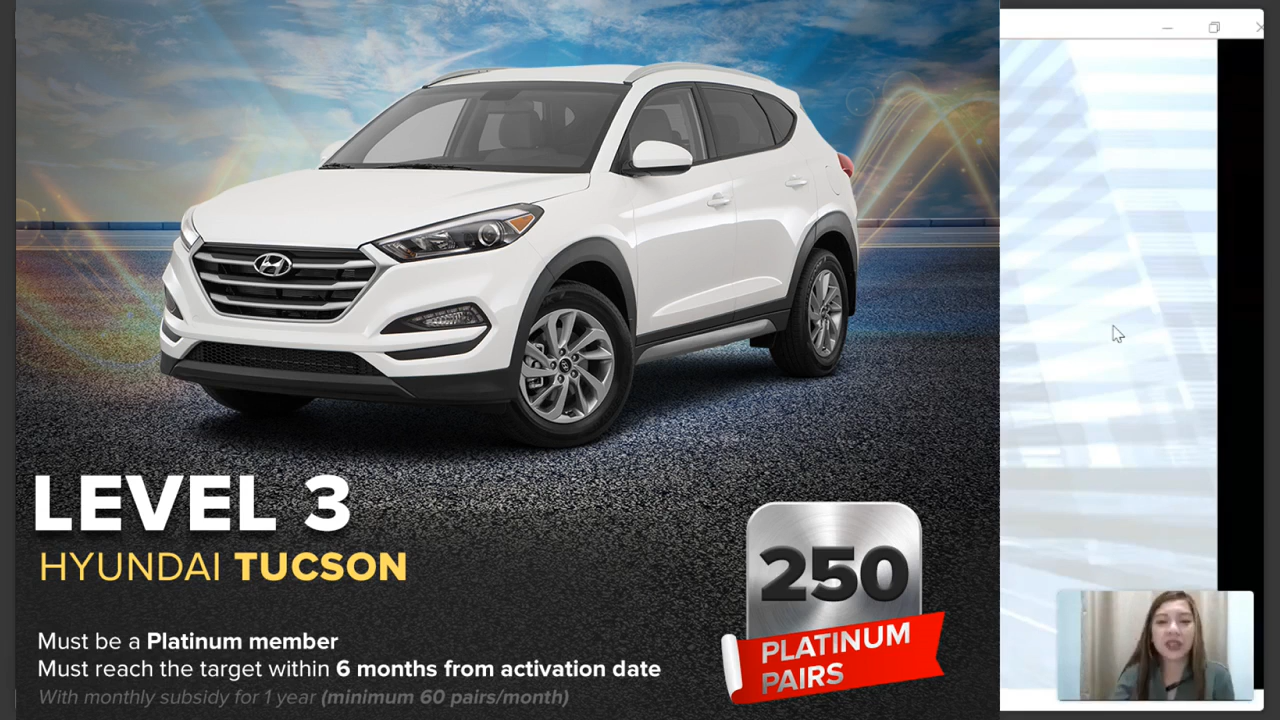 LEVEL 3
HYUNDAI TUCSON
Must be a Platinum member
Must reach the target within 6 months from activation date
With monthly subsidy for 1 year (minimum 60 pairs/month)
250
PLATINUM
PAIRS